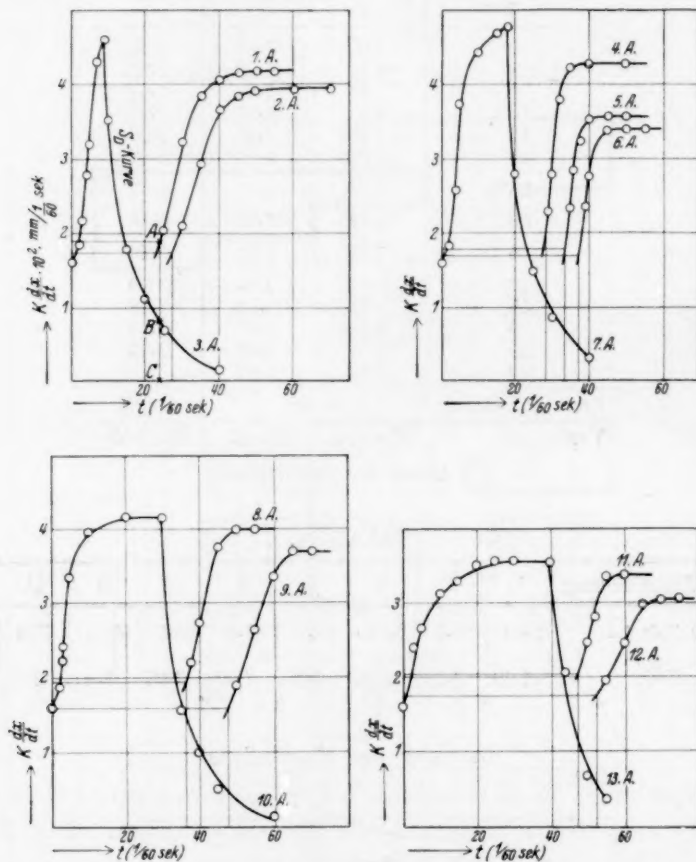 4
3
2
1
K dx/dt · 10² mm/1/60 sek
S₀-Kurve
1. A.
2. A.
A
B
C
3. A.
20 40 60
t (1/60 sek)
4
3
2
1
K dx/dt
4. A.
5. A.
6. A.
7. A.
20 40 60
t (1/60 sek)
4
3
2
1
K dx/dt
8. A.
9. A.
10. A.
20 40 60
t (1/60 sek)
4
3
2
1
K dx/dt
11. A.
12. A.
13. A.
20 40 60
t (1/60 sek)